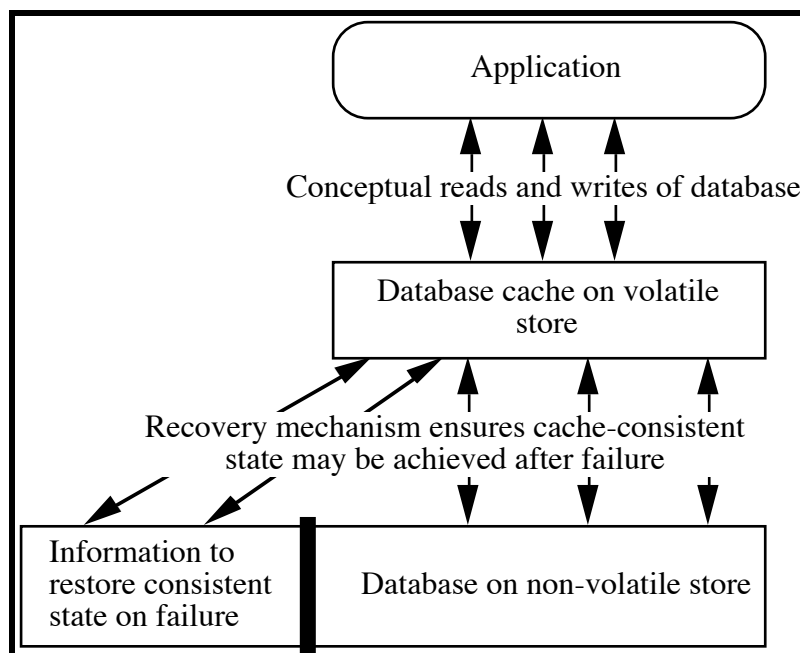 Application
Conceptual reads and writes of database
Database cache on volatile
store
Recovery mechanism ensures cache-consistent
state may be achieved after failure
Information to
restore consistent
state on failure
Database on non-volatile store